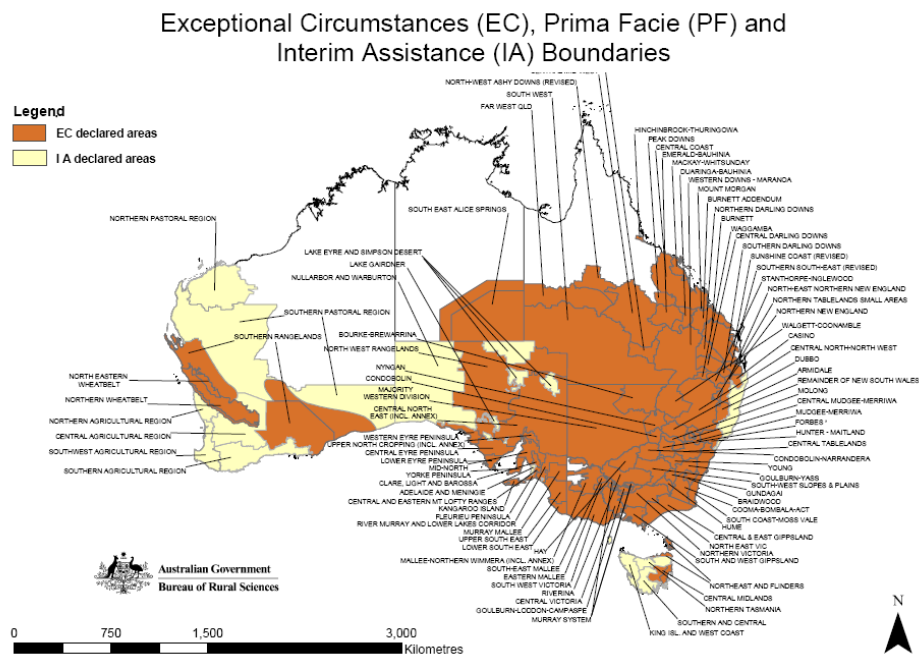 Exceptional Circumstances (EC), Prima Facie (PF) and
Interim Assistance (IA) Boundaries
NORTH-WEST ASHY DOWNS (REVISED)
SOUTH WEST
FAR WEST QLD
Legend
EC declared areas
I A declared areas
HINCHINBROOK-THURINGOWA
PEAK DOWNS
CENTRAL COAST
EMERALD-BAUHINIA
MACKAY-WHITSUNDAY
DUARINGA-BAUHINIA
WESTERN DOWNS - MARANOA
MOUNT MORGAN
BURNETT ADDENDUM
NORTHERN DARLING DOWNS
BURNETT
WAGGAMBA
CENTRAL DARLING DOWNS
SOUTHERN DARLING DOWNS
SUNSHINE COAST (REVISED)
SOUTHERN SOUTH-EAST (REVISED)
STANTHORPE-INGLEWOOD
NORTH-EAST NORTHERN NEW ENGLAND
NORTHERN TABLELANDS SMALL AREAS
NORTHERN NEW ENGLAND
WALGETT-COONAMBLE
CASINO
CENTRAL NORTH-NORTH WEST
DUBBO
ARMIDALE
REMAINDER OF NEW SOUTH WALES
MOLONG
CENTRAL MUDGEE-MERRIWA
MUDGEE-MERRIWA
FORBES
HUNTER - MAITLAND
CENTRAL TABLELANDS
CONDOBOLIN-NARRANDERA
YOUNG
GOULBURN-YASS
SOUTH-WEST SLOPES & PLAINS
GUNDAGAI
BRAIDWOOD
COOMA-BOMBALA-ACT
SOUTH COAST-MOSS VALE
HUME
CENTRAL & EAST GIPPSLAND
NORTH EAST VIC
NORTHERN VICTORIA
SOUTH AND WEST GIPPSLAND
NORTHERN PASTORAL REGION
SOUTH EAST ALICE SPRINGS
LAKE EYRE AND SIMPSON DESERT
LAKE GAIRDNER
NULLARBOR AND WARBURTON
SOUTHERN PASTORAL REGION
BOURKE-BREWARRINA
SOUTHERN RANGELANDS
NORTH WEST RANGELANDS
NYNGAN
CONDOBOLIN
MAJORITY
WESTERN DIVISION
CENTRAL NORTH
EAST (INCL. ANNEX)
NORTH EASTERN
WHEATBELT
NORTHERN WHEATBELT
NORTHERN AGRICULTURAL REGION
CENTRAL AGRICULTURAL REGION
SOUTHWEST AGRICULTURAL REGION
SOUTHERN AGRICULTURAL REGION
WESTERN EYRE PENINSULA
UPPER NORTH CROPPING (INCL. ANNEX)
CENTRAL EYRE PENINSULA
LOWER EYRE PENINSULA
MID-NORTH
YORKE PENINSULA
CLARE, LIGHT AND BAROSSA
ADELAIDE AND MENINGIE
CENTRAL AND EASTERN MT LOFTY RANGES
KANGAROO ISLAND
FLEURIEU PENINSULA
RIVER MURRAY AND LOWER LAKES CORRIDOR
MURRAY MALLEE
UPPER SOUTH EAST
LOWER SOUTH EAST
HAY
MALLEE-NORTHERN WIMMERA (INCL. ANNEX)
SOUTH-EAST MALLEE
EASTERN MALLEE
SOUTH WEST VICTORIA
RIVERINA
CENTRAL VICTORIA
GOULBURN-LODDON-CAMPASPE
MURRAY SYSTEM
NORTHEAST AND FLINDERS
CENTRAL MIDLANDS
NORTHERN TASMANIA
SOUTHERN AND CENTRAL
KING ISL. AND WEST COAST
Australian Government
Bureau of Rural Sciences
N
0 750 1,500 3,000
Kilometres